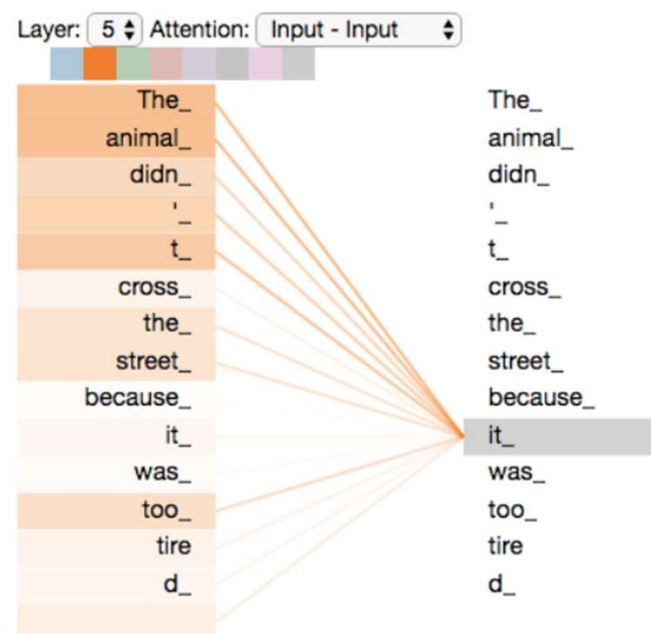 Layer: 5 Attention: Input - Input
The_ The_
animal_ animal_
didn_ didn_
'_ '_
t_ t_
cross_ cross_
the_ the_
street_ street_
because_ because_
it_ it_
was_ was_
too_ too_
tire tire
d_ d_